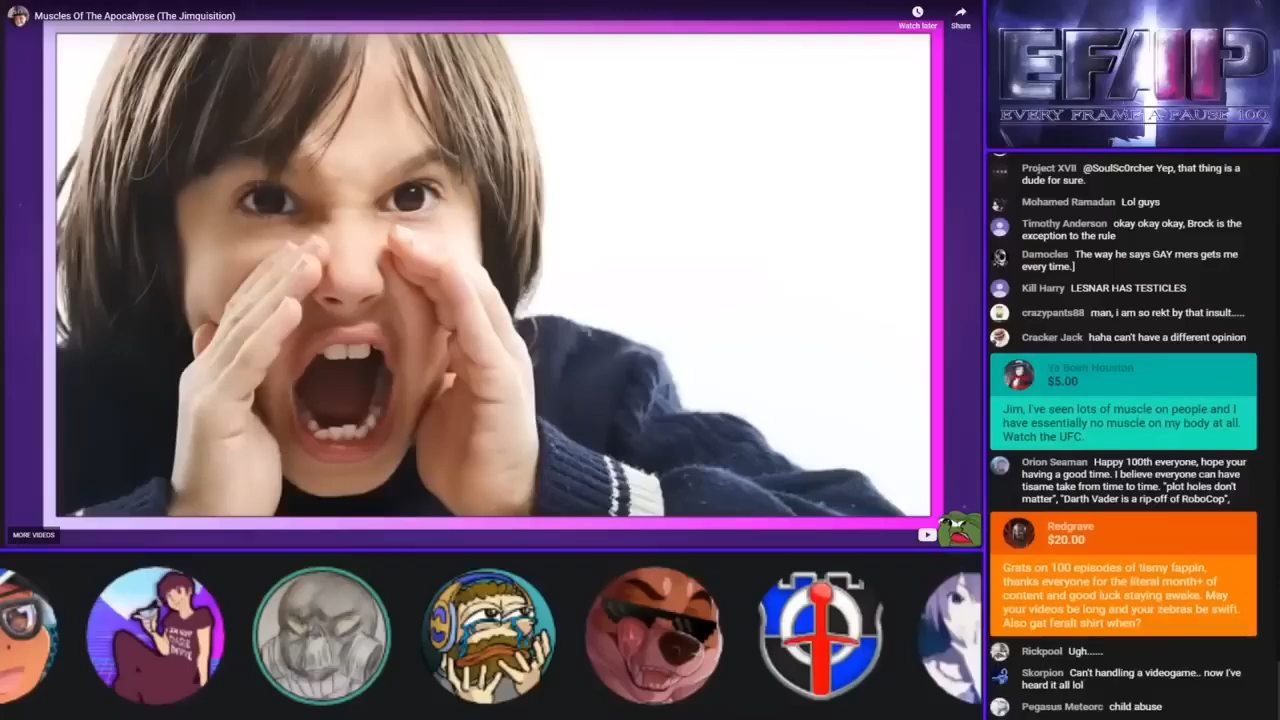 Muscles Of The Apocalypse (The Jimquisition)
Watch later
Share
MORE VIDEOS
EFAP
EVERY FRAME A PAUSE 100
Project XVII @SoulSc0rcher Yep, that thing is a
dude for sure.
Mohamed Ramadan Lol guys
Timothy Anderson okay okay okay, Brock is the
exception to the rule
Damocles The way he says GAY mers gets me
every time.]
Kill Harry LESNAR HAS TESTICLES
crazypants88 man, i am so rekt by that insult.....
Cracker Jack haha can't have a different opinion
Ya Boen Houston
$5.00
Jim, I've seen lots of muscle on people and I
have essentially no muscle on my body at all.
Watch the UFC.
Orion Seaman Happy 100th everyone, hope your
having a good time. I believe everyone can have
tisame take from time to time. "plot holes don't
matter", "Darth Vader is a rip-off of RoboCop",
Redgrave
$20.00
Grats on 100 episodes of tismy fappin,
thanks everyone for the literal month+ of
content and good luck staying awake. May
your videos be long and your zebras be swift.
Also gat feralt shirt when?
Rickpool Ugh......
Skorpion Can't handling a videogame.. now I've
heard it all lol
Pegasus Meteorc child abuse